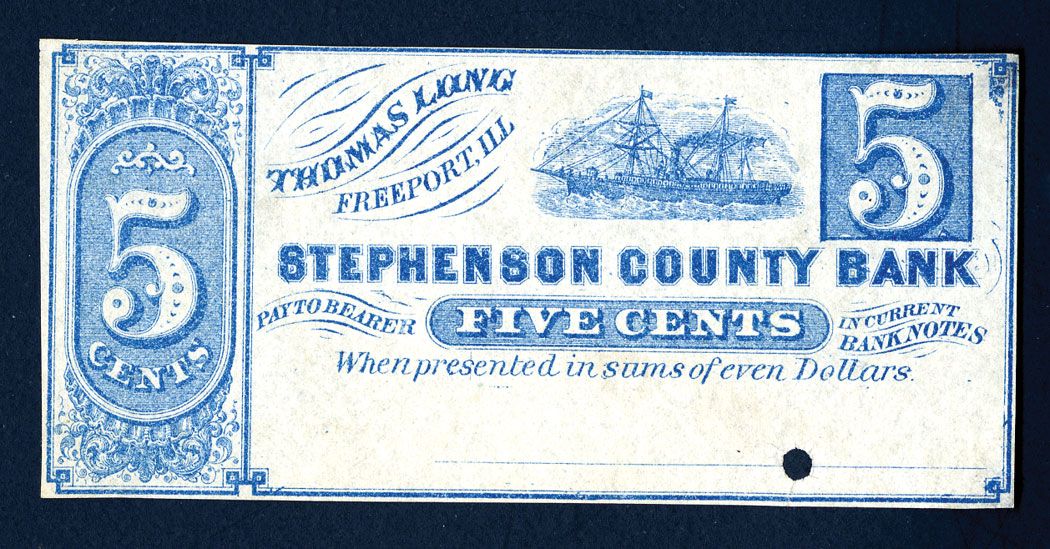 5
CENTS
THOMAS LONG
FREEPORT, ILL
5
STEPHENSON COUNTY BANK
PAY TO BEARER
FIVE CENTS
IN CURRENT
BANK NOTES
When presented in sums of even Dollars.